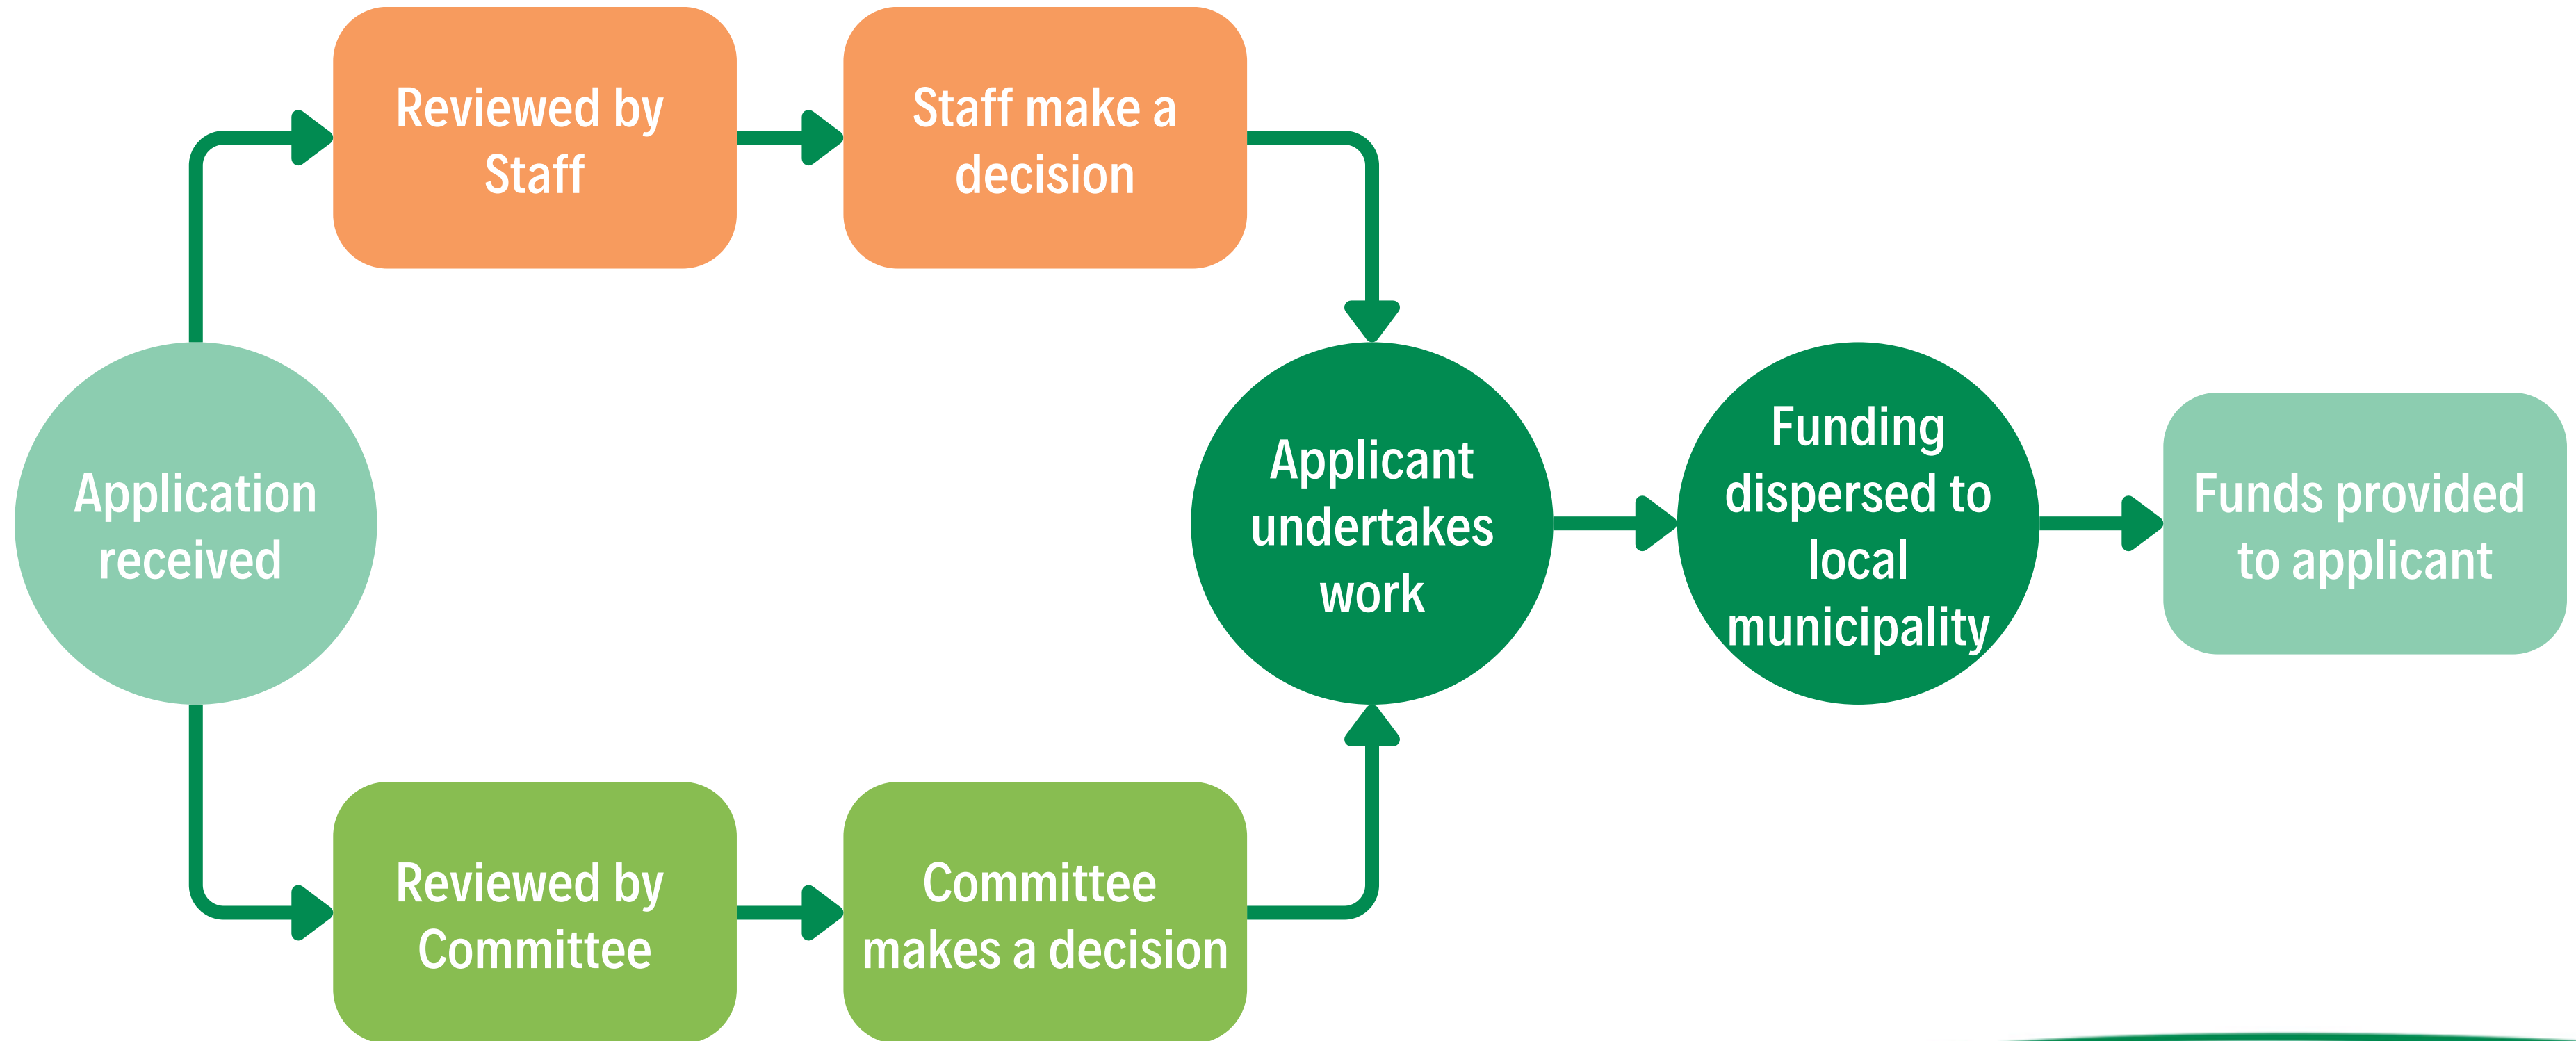 Reviewed by
Staff
Staff make a
decision
Application
received
Applicant
undertakes
work
Funding
dispersed to
local
municipality
Funds provided
to applicant
Reviewed by
Committee
Committee
makes a decision